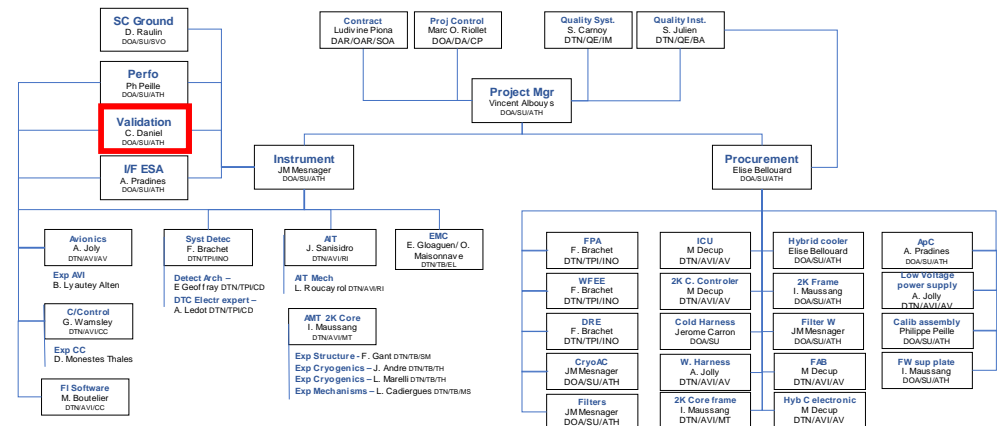 SC Ground
D. Raulin
DOA/SU/SVO
Contract
Ludivine Piona
DAR/OAR/SOA
Proj Control
Marc O. Riollet
DOA/DA/CP
Quality Syst.
S. Carnoy
DTN/QE/IM
Quality Inst.
S. Julien
DTN/QE/BA
Perfo
Ph Peille
DOA/SU/ATH
Project Mgr
Vincent Albouys
DOA/SU/ATH
Validation
C. Daniel
DOA/SU/ATH
I/F ESA
A. Pradines
DOA/SU/ATH
Instrument
JM Mesnager
DOA/SU/ATH
Procurement
Elise Bellouard
DOA/SU/ATH
Avionics
A. Joly
DTN/AVI/AV
Exp AVI
B. Lyautey Alten
C/Control
G. Wamsley
DTN/AVI/CC
Exp CC
D. Monestes Thales
Fl Software
M. Boutelier
DTN/AVI/CC
Syst Detec
F. Brachet
DTN/TPI/INO
Detect Arch –
E Geoffray DTN/TPI/CD
DTC Electr expert –
A. Ledot DTN/TPI/CD
AIT
J. Sanisidro
DTN/AVI/RI
AIT Mech
L. Roucayrol DTN/AVI/RI
AMT 2K Core
I. Maussang
DTN/AVI/MT
Exp Structure - F. Gant DTN/TB/SM
Exp Cryogenics – J. Andre DTN/TB/TH
Exp Cryogenics – L. Marelli DTN/TB/TH
Exp Mechanisms – L. Cadiergues DTN/TB/MS
EMC
E. Gloaguen/ O.
Maisonnave
DTN/TB/EL
FPA
F. Brachet
DTN/TPI/INO
WFEE
F. Brachet
DTN/TPI/INO
DRE
F. Brachet
DTN/TPI/INO
CryoAC
JM Mesnager
DOA/SU/ATH
Filters
JM Mesnager
DOA/SU/ATH
ICU
M Decup
DTN/AVI/AV
2K C. Controler
M Decup
DTN/AVI/AV
Cold Harness
Jerome Carron
DOA/SU
W. Harness
A. Jolly
DTN/AVI/AV
2K Core frame
I. Maussang
DTN/AVI/MT
Hybrid cooler
Elise Bellouard
DOA/SU/ATH
2K Frame
I. Maussang
DOA/SU/ATH
Filter W
JM Mesnager
DOA/SU/ATH
FAB
M Decup
DTN/AVI/AV
Hyb C electronic
M Decup
DTN/AVI/AV
ApC
A. Pradines
DOA/SU/ATH
Low Voltage
power supply
A. Jolly
DTN/AVI/AV
Calib assembly
Philippe Peille
DOA/SU/ATH
FW sup plate
I. Maussang
DOA/SU/ATH